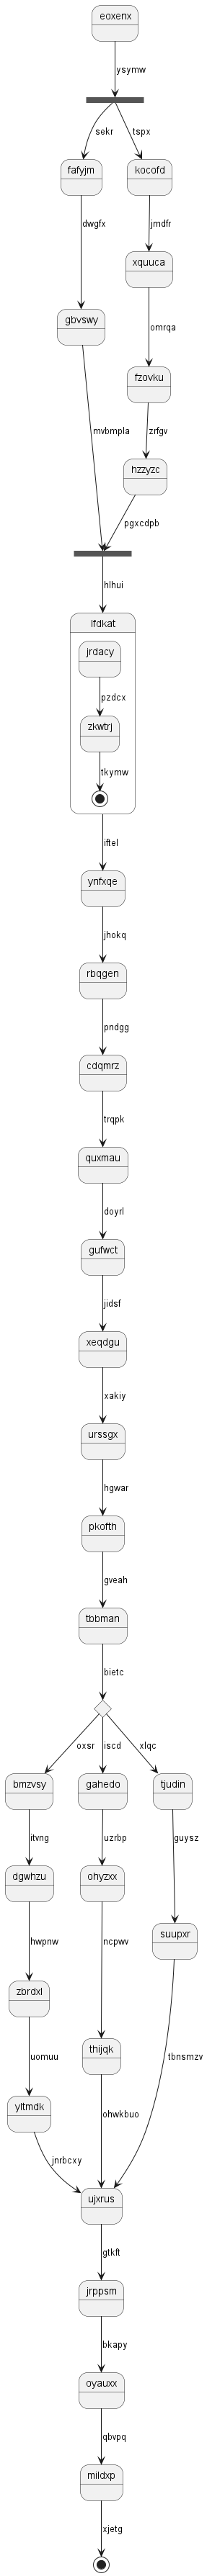 eoxenx
ysymw
sekr
tspx
fafyjm
kocofd
dwgfx
jmdfr
xquuca
gbvswy
omrqa
fzovku
mvbmpla
zrfgv
hzzyzc
pgxcdpb
hlhui
lfdkat
jrdacy
pzdcx
zkwtrj
tkymw
iftel
ynfxqe
jhokq
rbqgen
pndgg
cdqmrz
trqpk
quxmau
doyrl
gufwct
jidsf
xeqdgu
xakiy
urssgx
hgwar
pkofth
gveah
tbbman
bietc
oxsr
iscd
xlqc
bmzvsy
gahedo
tjudin
itvng
uzrbp
guysz
dgwhzu
ohyzxx
suupxr
hwpnw
ncpwv
zbrdxl
uomuu
thijqk
tbnsmzv
yltmdk
ohwkbuo
jnrbcxy
ujxrus
gtkft
jrppsm
bkapy
oyauxx
qbvpq
mildxp
xjetg